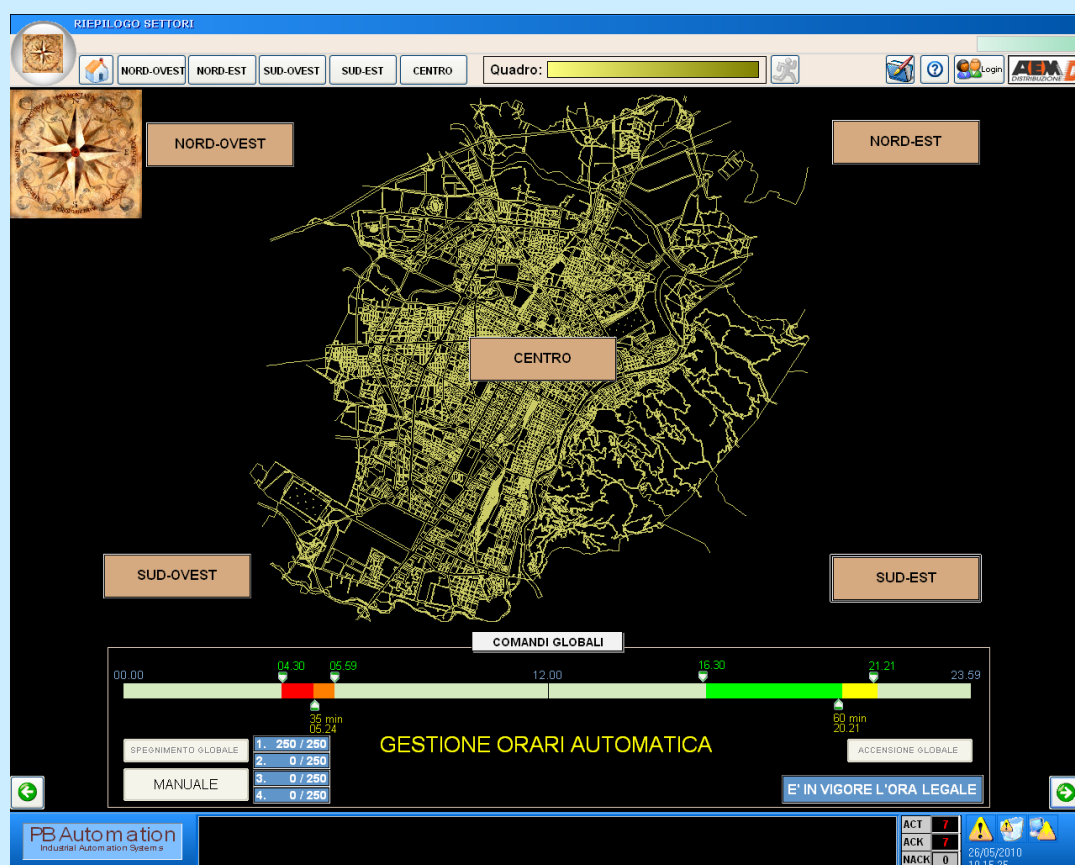 RIEPILOGO SETTORI
NORD-OVEST NORD-EST SUD-OVEST SUD-EST CENTRO Quadro: Login AEM
DISTRIBUZIONE
NORD-OVEST NORD-EST
CENTRO
SUD-OVEST SUD-EST
COMANDI GLOBALI
00.00 04.30 05.59 12.00 16.30 21.21 23.59
35 min 60 min
05.24 20.21
SPEGNIMENTO GLOBALE 1. 250 / 250 GESTIONE ORARI AUTOMATICA ACCENSIONE GLOBALE
2. 0 / 250
MANUALE 3. 0 / 250 E' IN VIGORE L'ORA LEGALE
4. 0 / 250
PB Automation ACT 7
Industrial Automation Systems ACK 7
NACK 0 26/05/2010